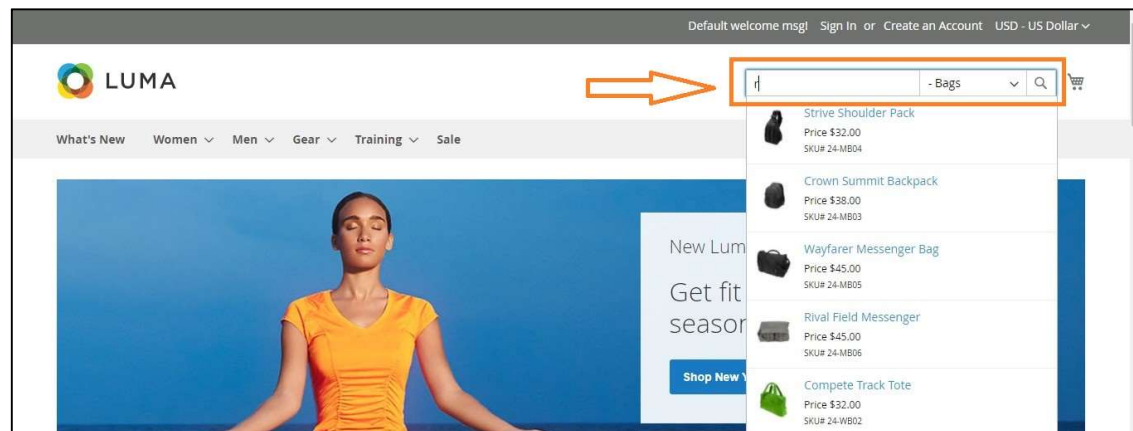 Default welcome msg! Sign In or Create an Account USD - US Dollar
LUMA
r - Bags
What's New Women Men Gear Training Sale
Strive Shoulder Pack
Price $32.00
SKU# 24-MB04
Crown Summit Backpack
Price $38.00
SKU# 24-MB03
Wayfarer Messenger Bag
Price $45.00
SKU# 24-MB05
Rival Field Messenger
Price $45.00
SKU# 24-MB06
Compete Track Tote
Price $32.00
SKU# 24-WB02
New Lum
Get fit
season
Shop New Y